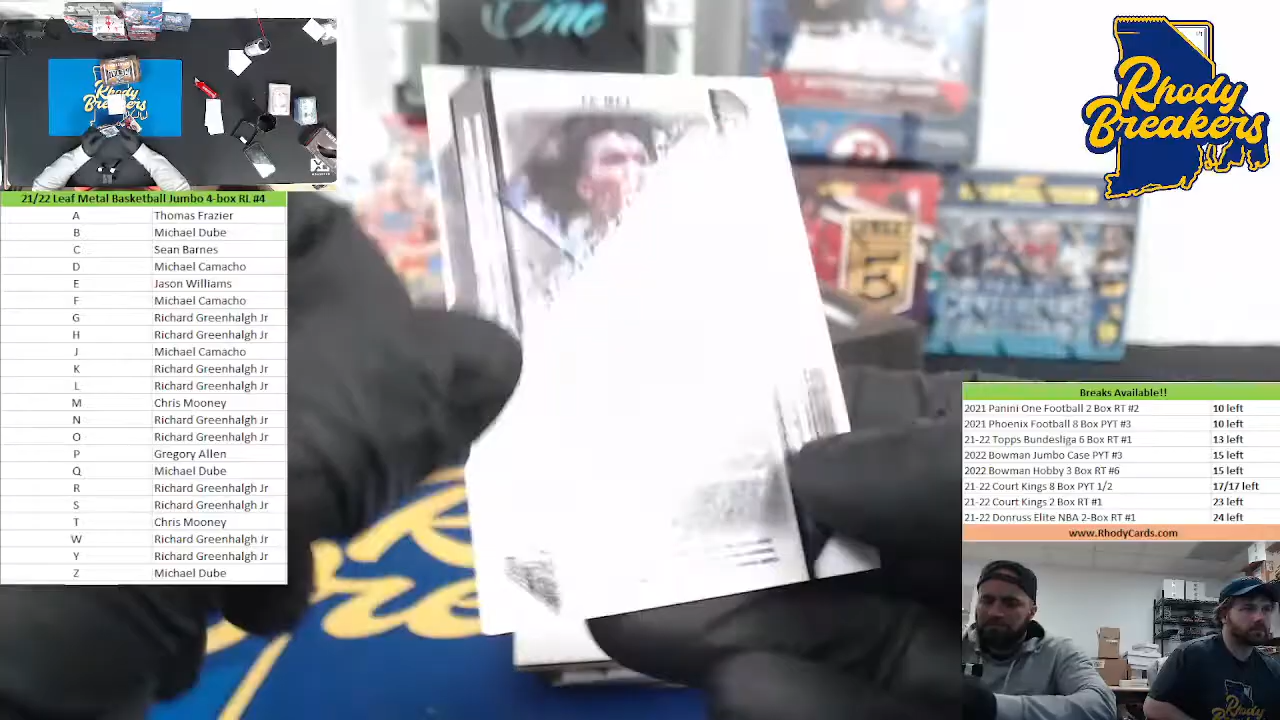 One
Rhody
Breakers
Rhody
Breakers
21/22 Leaf Metal Basketball Jumbo 4-box RL #4
A Thomas Frazier
B Michael Dube
C Sean Barnes
D Michael Camacho
E Jason Williams
F Michael Camacho
G Richard Greenhalgh Jr
H Richard Greenhalgh Jr
J Michael Camacho
K Richard Greenhalgh Jr
L Richard Greenhalgh Jr
M Chris Mooney
N Richard Greenhalgh Jr
O Richard Greenhalgh Jr
P Gregory Allen
Q Michael Dube
R Richard Greenhalgh Jr
S Richard Greenhalgh Jr
T Chris Mooney
W Richard Greenhalgh Jr
Y Richard Greenhalgh Jr
Z Michael Dube
Breaks Available!!
2021 Panini One Football 2 Box RT #2 10 left
2021 Phoenix Football 8 Box PYT #3 10 left
21-22 Topps Bundesliga 6 Box RT #1 13 left
2022 Bowman Jumbo Case PYT #3 15 left
2022 Bowman Hobby 3 Box RT #6 15 left
21-22 Court Kings 8 Box PYT 1/2 17/17 left
21-22 Court Kings 2 Box RT #1 23 left
21-22 Donruss Elite NBA 2-Box RT #1 24 left
www.RhodyCards.com